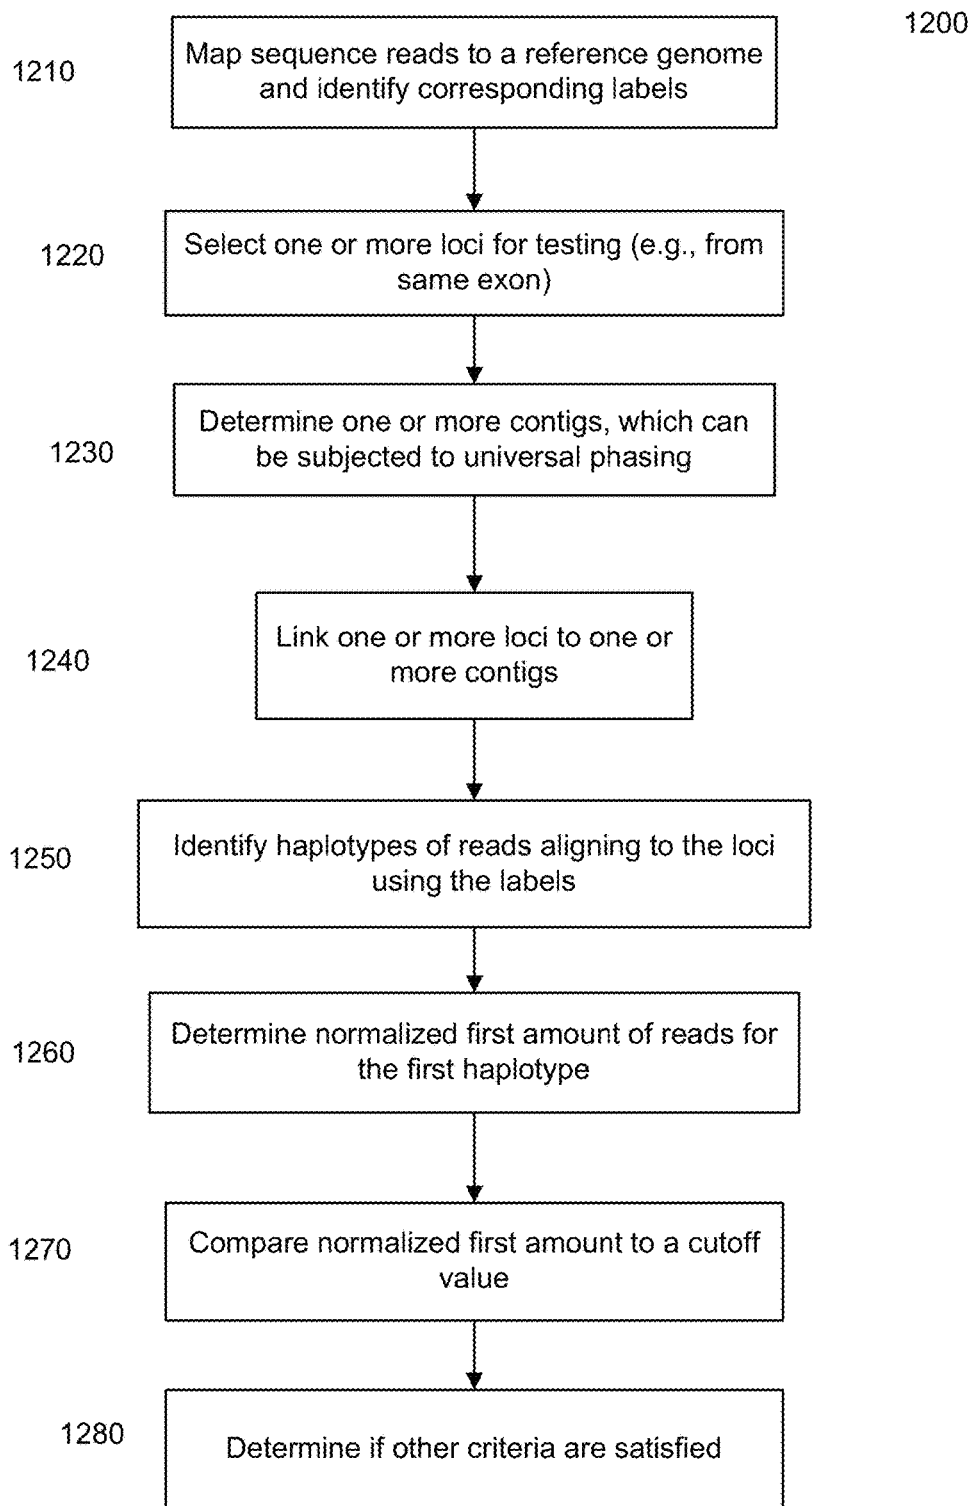 1200
1210
Map sequence reads to a reference genome
and identify corresponding labels
1220
Select one or more loci for testing (e.g., from
same exon)
1230
Determine one or more contigs, which can
be subjected to universal phasing
1240
Link one or more loci to one or
more contigs
1250
Identify haplotypes of reads aligning to the loci
using the labels
1260
Determine normalized first amount of reads for
the first haplotype
1270
Compare normalized first amount to a cutoff
value
1280
Determine if other criteria are satisfied